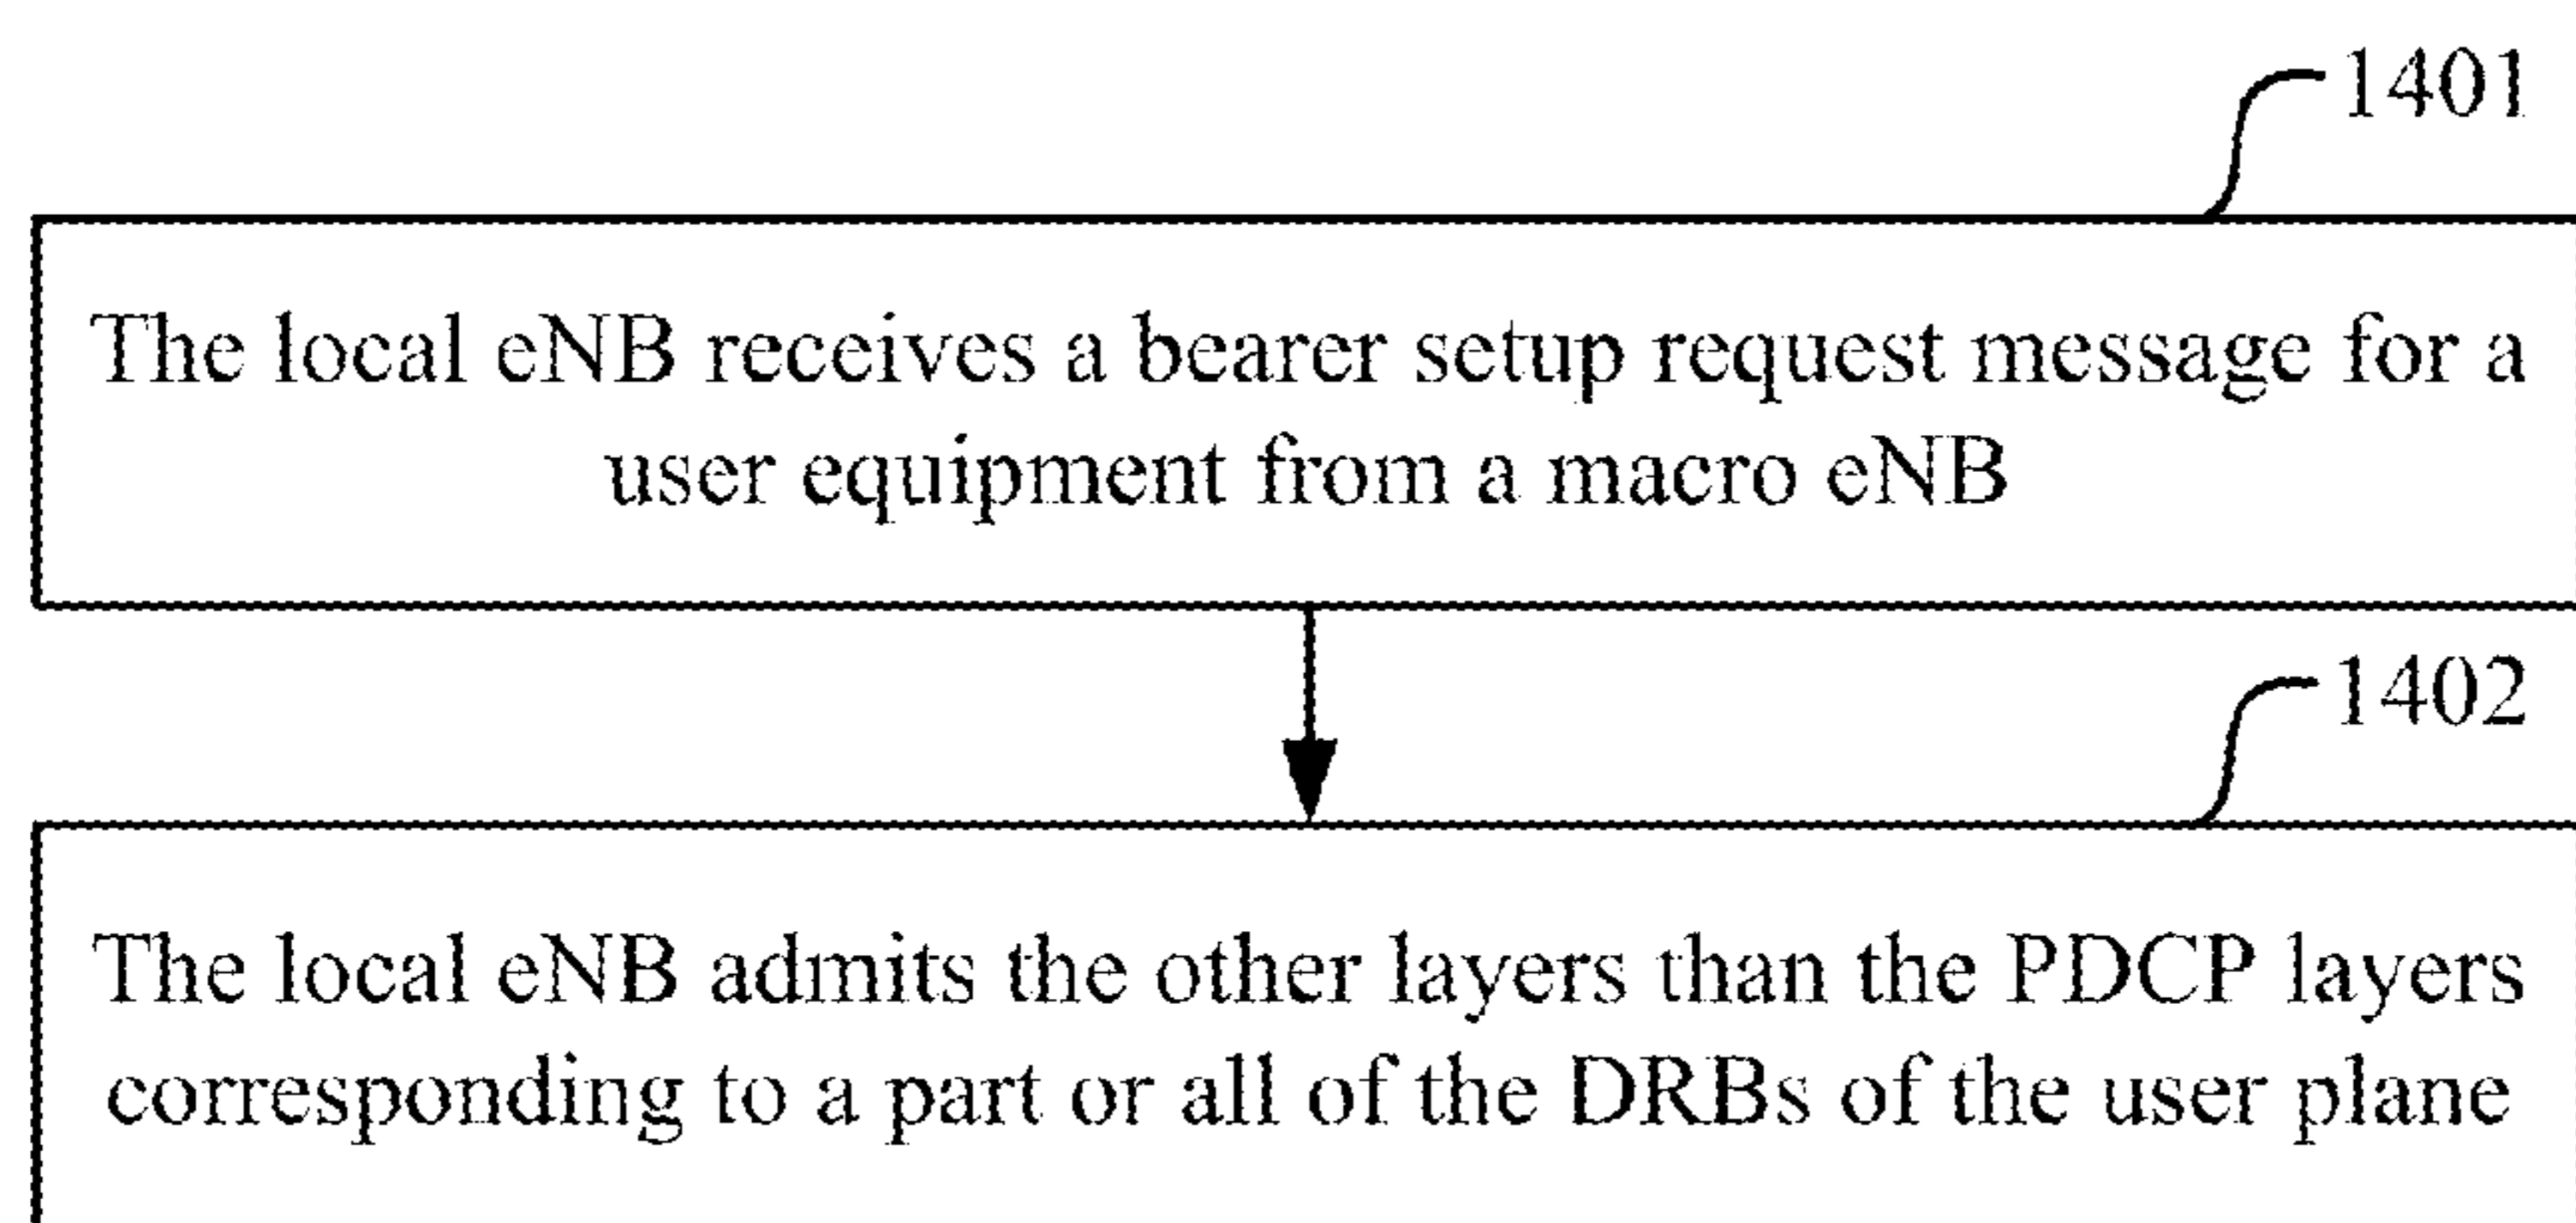 1401
The local eNB receives a bearer setup request message for a
user equipment from a macro eNB
1402
The local eNB admits the other layers than the PDCP layers
corresponding to a part or all of the DRBs of the user plane